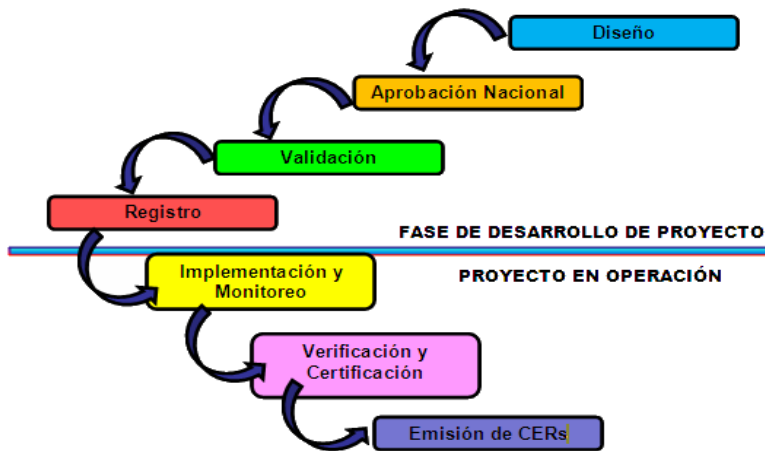 Diseño
Aprobación Nacional
Validación
Registro
FASE DE DESARROLLO DE PROYECTO
PROYECTO EN OPERACIÓN
Implementación y
Monitoreo
Verificación y
Certificación
Emisión de CERs